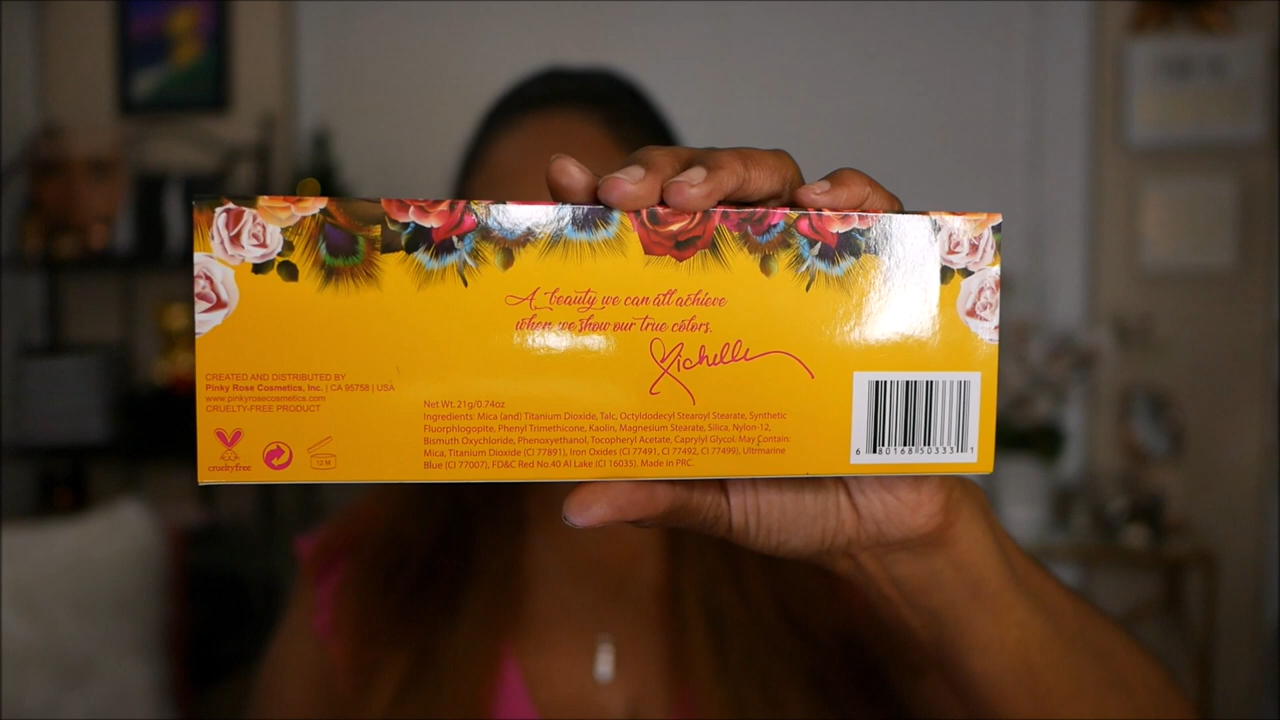 A beauty we can all achieve
when we show our true colors.
Michelle
CREATED AND DISTRIBUTED BY
Pinky Rose Cosmetics, Inc. | CA 95758 | USA
www.pinkyrosecosmetics.com
CRUELTY-FREE PRODUCT
crueltyfree
12 M
Net Wt. 21g/0.74oz
Ingredients: Mica (and) Titanium Dioxide, Talc, Octyldodecyl Stearoyl Stearate, Synthetic
Fluorphlogopite, Phenyl Trimethicone, Kaolin, Magnesium Stearate, Silica, Nylon-12,
Bismuth Oxychloride, Phenoxyethanol, Tocopheryl Acetate, Caprylyl Glycol. May Contain:
Mica, Titanium Dioxide (CI 77891), Iron Oxides (CI 77491, CI 77492, CI 77499), Ultrmarine
Blue (CI 77007), FD&C Red No.40 Al Lake (CI 16035). Made in PRC.
6 80168 50333 1